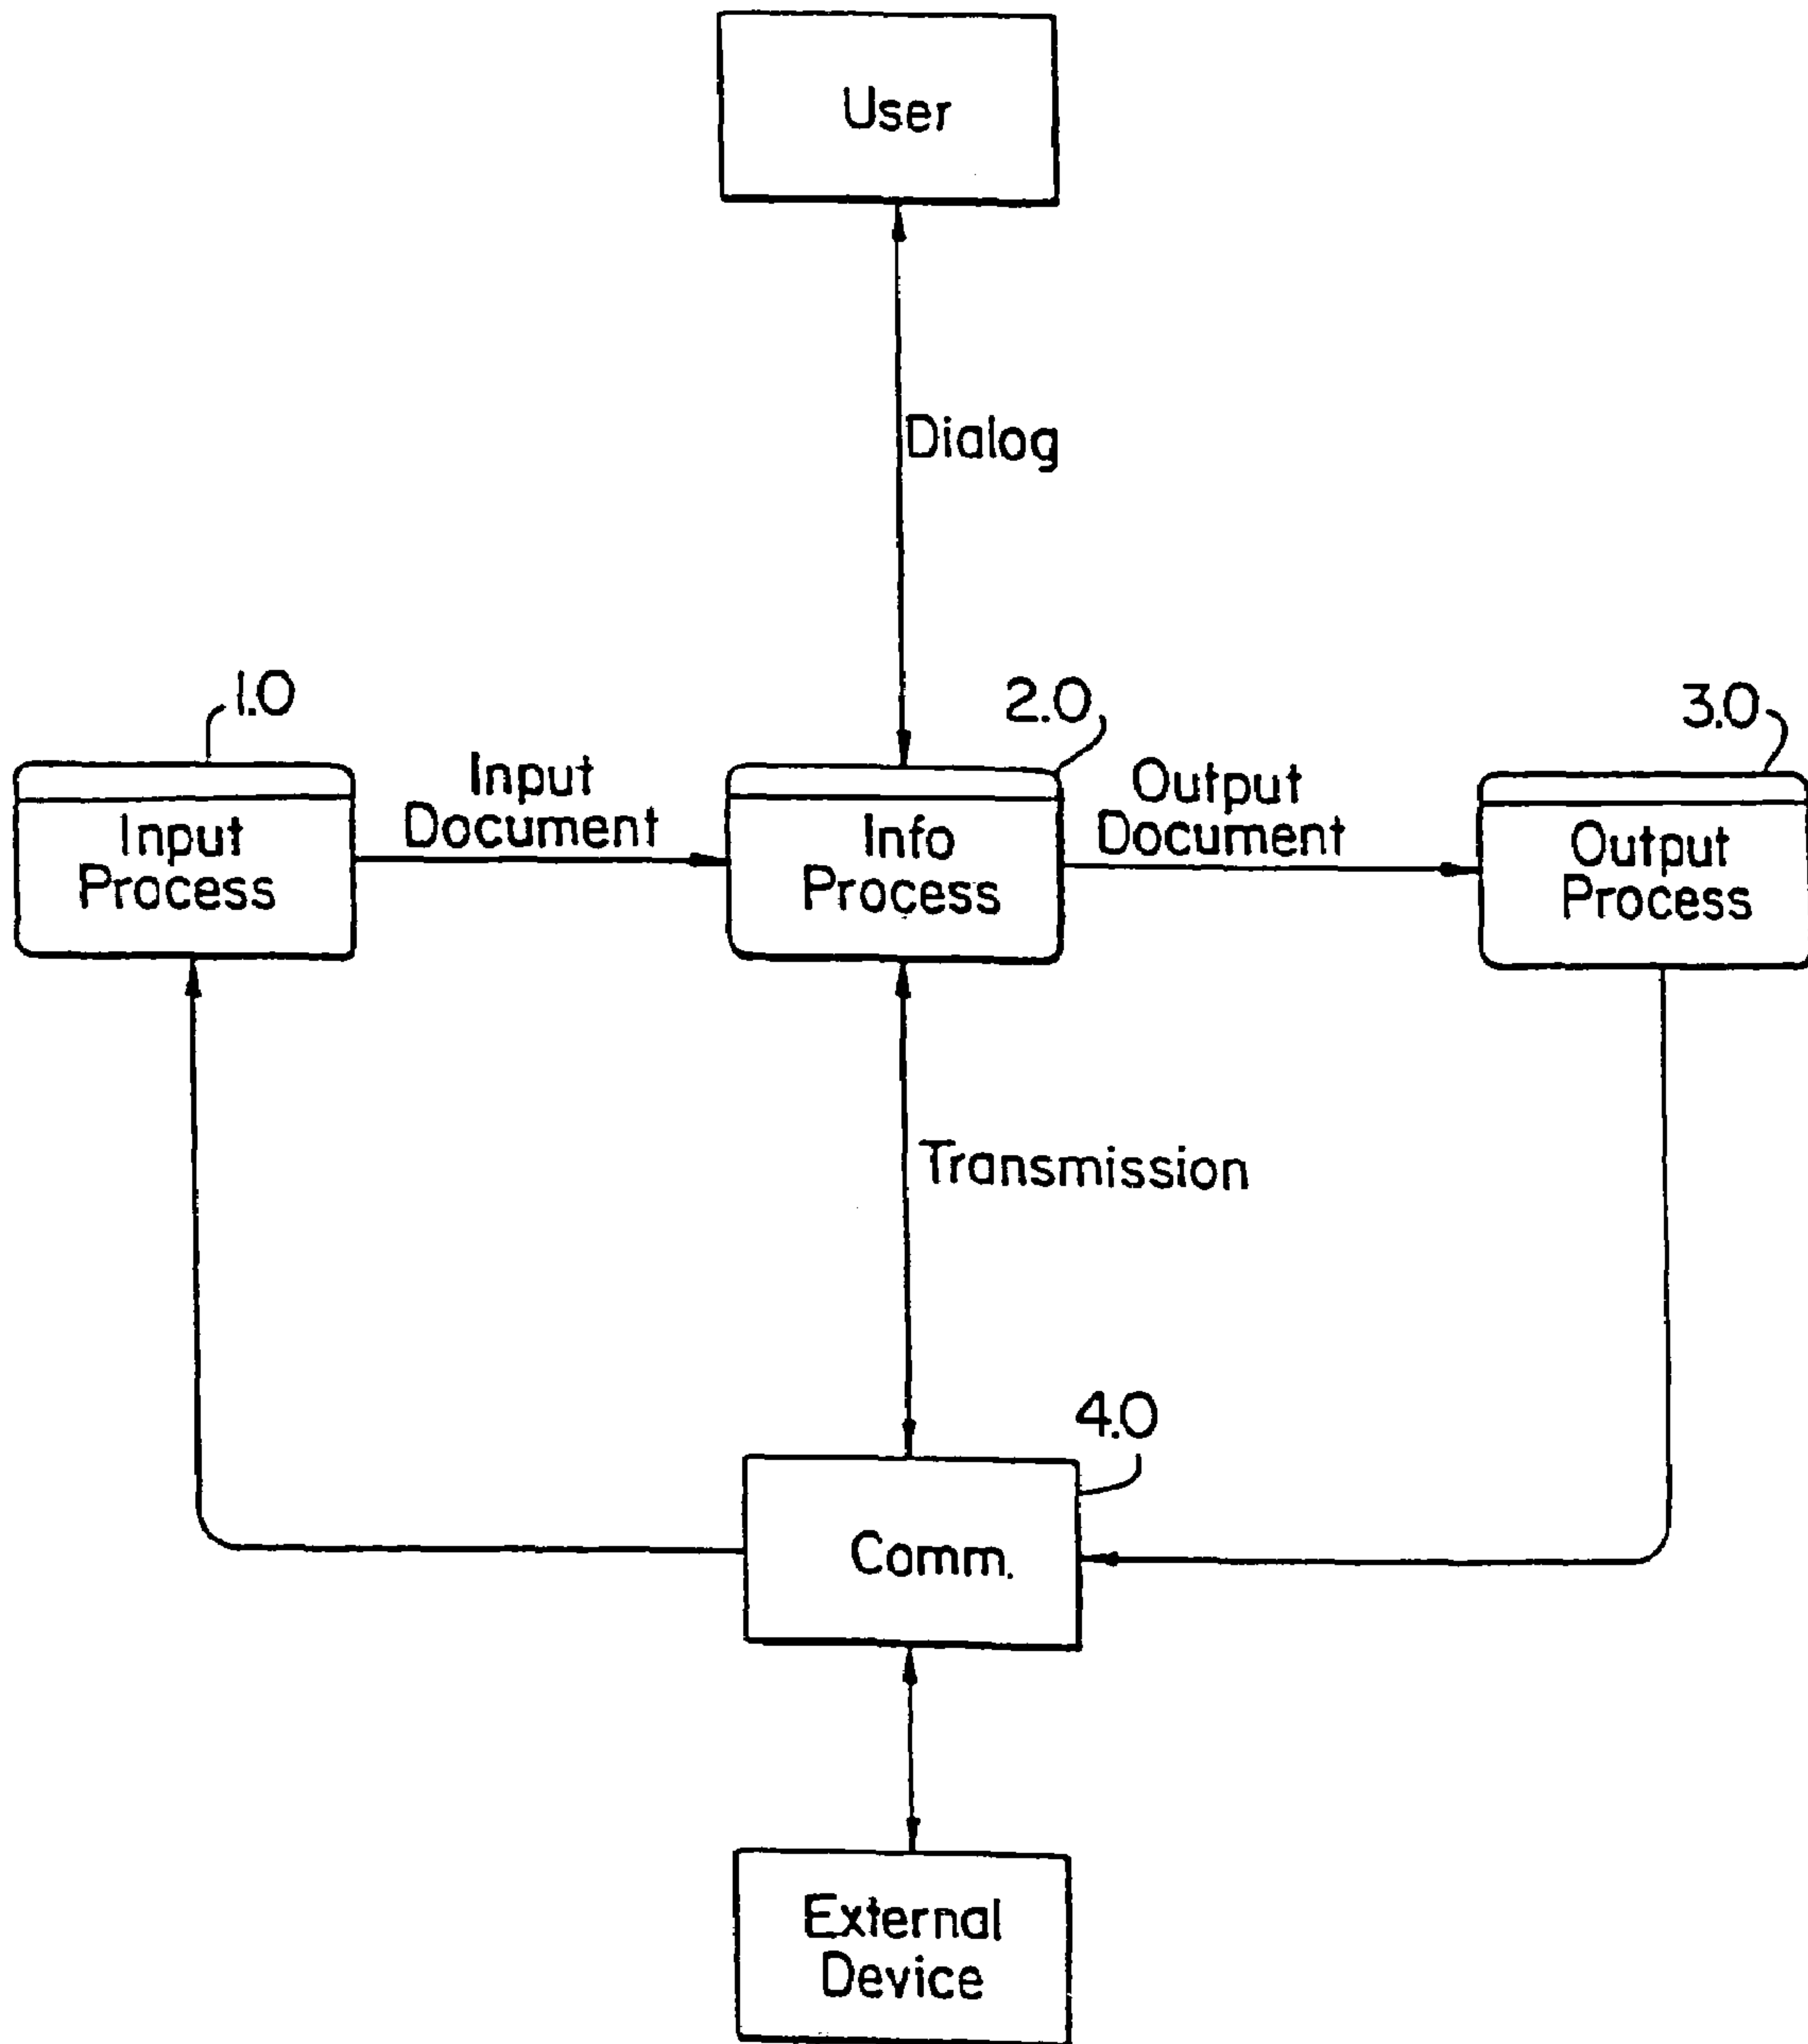 User
Dialog
1.0
2.0
3.0
Input
Document
Output
Document
Input
Process
Info
Process
Output
Process
Transmission
4.0
Comm.
External
Device